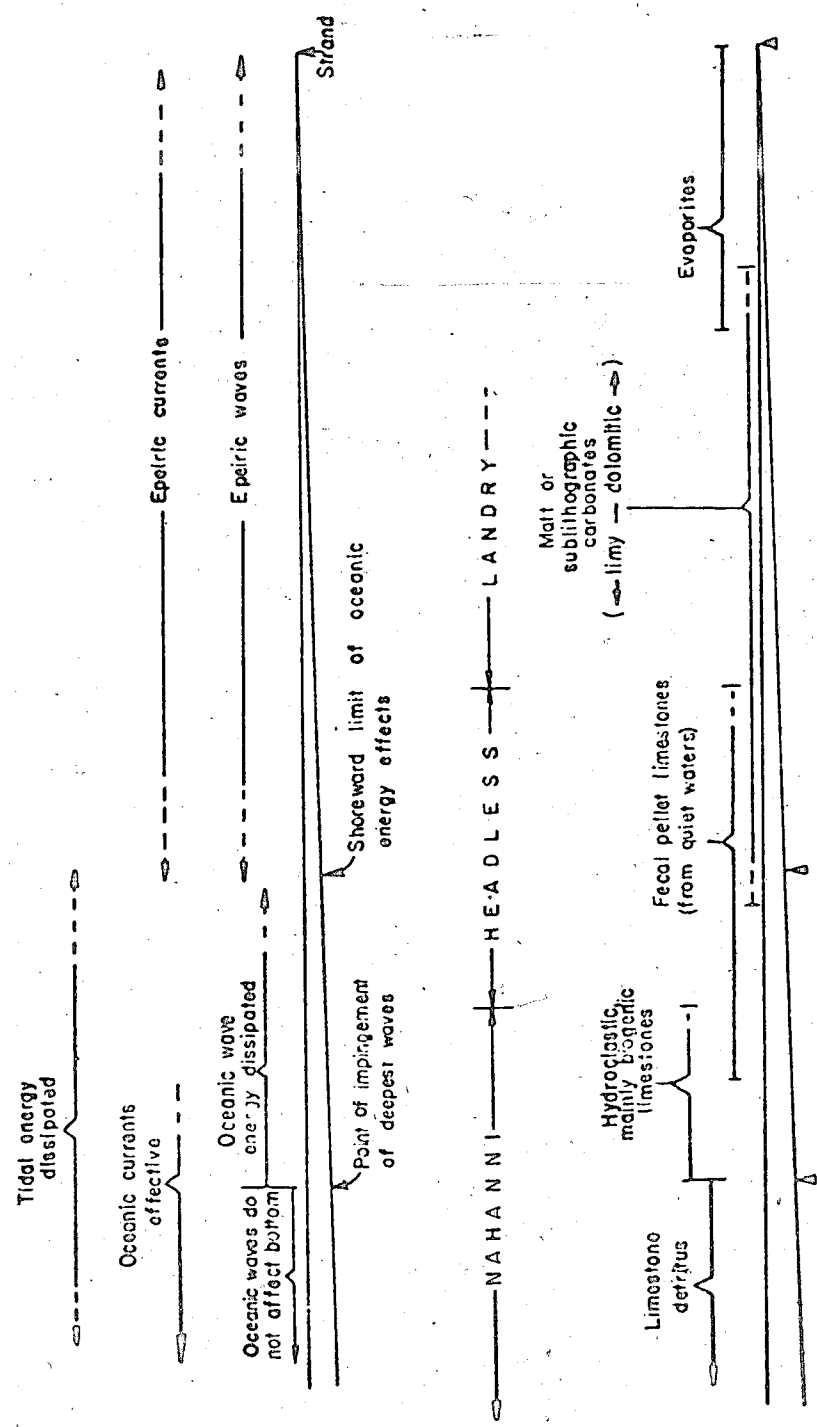 Tidal energy
dissipated
Oceanic currents
effective
Epeiric currents
Oceanic waves do
not affect bottom
Oceanic wave
energy dissipated
Epeiric waves
Point of impingement
of deepest waves
Shoreward limit of oceanic
energy effects
Strand
NAHANNI
HEADLESS
LANDRY
Limestone
detritus
Hydroclastic,
mainly biogenic
limestones
Fecal pellet limestones
(from quiet waters)
Matt or
sublithographic
carbonates
(limy — dolomitic)
Evaporites